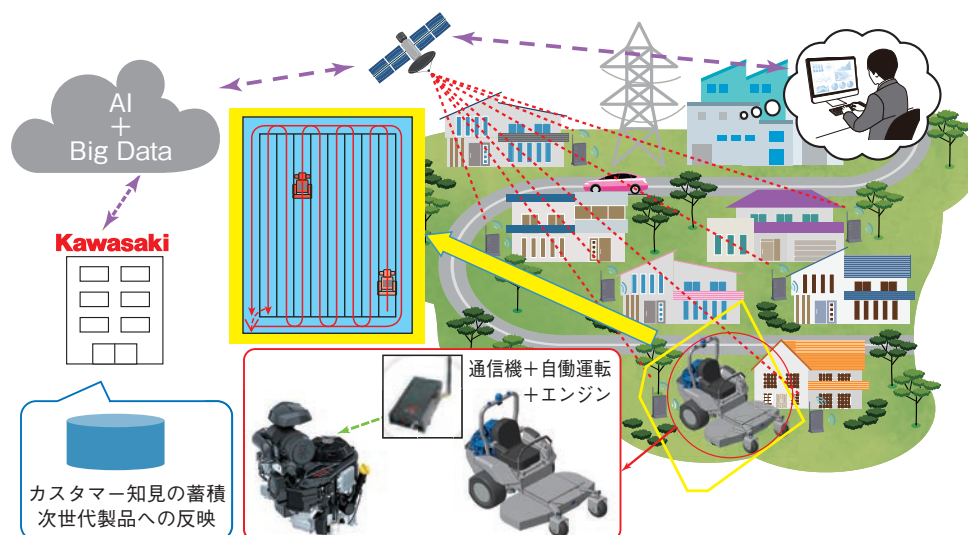 AI
+
Big Data
Kawasaki
通信機+自働運転
+エンジン
カスタマー知見の蓄積
次世代製品への反映